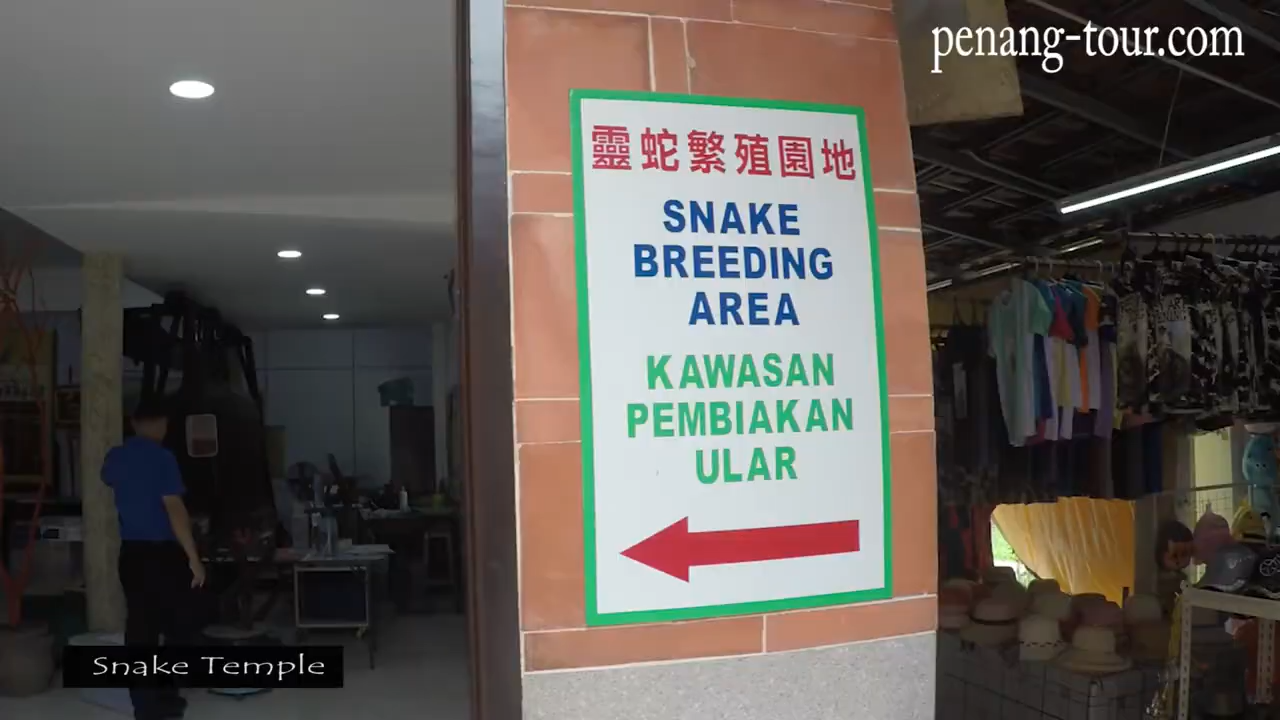 penang-tour.com
靈蛇繁殖園地
SNAKE
BREEDING
AREA
KAWASAN
PEMBIAKAN
ULAR
Snake Temple